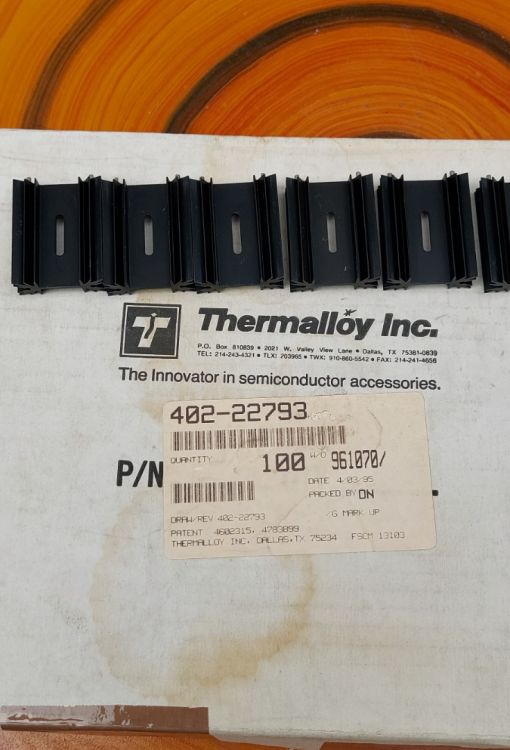 Thermalloy Inc.
P.O. Box 810839 • 2021 W. Valley View Lane • Dallas, TX 75381-0839
TEL: 214-243-4321 • TLX: 203965 • TWX: 910-860-5542 • FAX: 214-241-4656
The Innovator in semiconductor accessories.
402-22793
QUANTITY 100 W/O 961070/
P/N
DATE 4/03/95
PACKED BY DN
DRAW/REV 402-22793 /G MARK UP
PATENT 4602315, 4783899
THERMALLOY INC, DALLAS,TX 75234 FSCM 13103